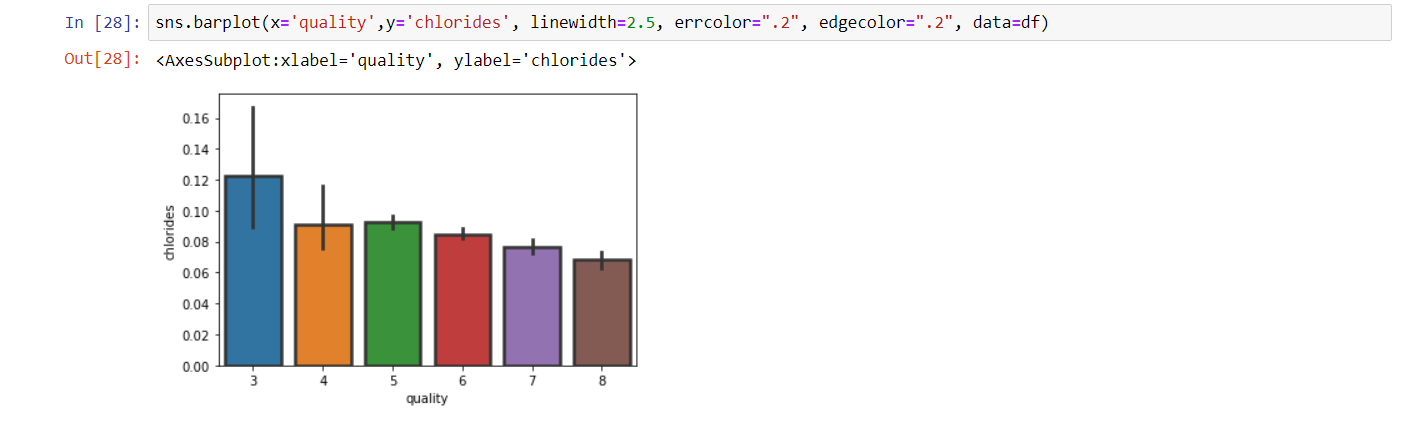 In [28]: sns.barplot(x='quality',y='chlorides', linewidth=2.5, errcolor=".2", edgecolor=".2", data=df)
Out[28]: <AxesSubplot:xlabel='quality', ylabel='chlorides'>
0.16
0.14
0.12
0.10
0.08
0.06
0.04
0.02
0.00
chlorides
3 4 5 6 7 8
quality